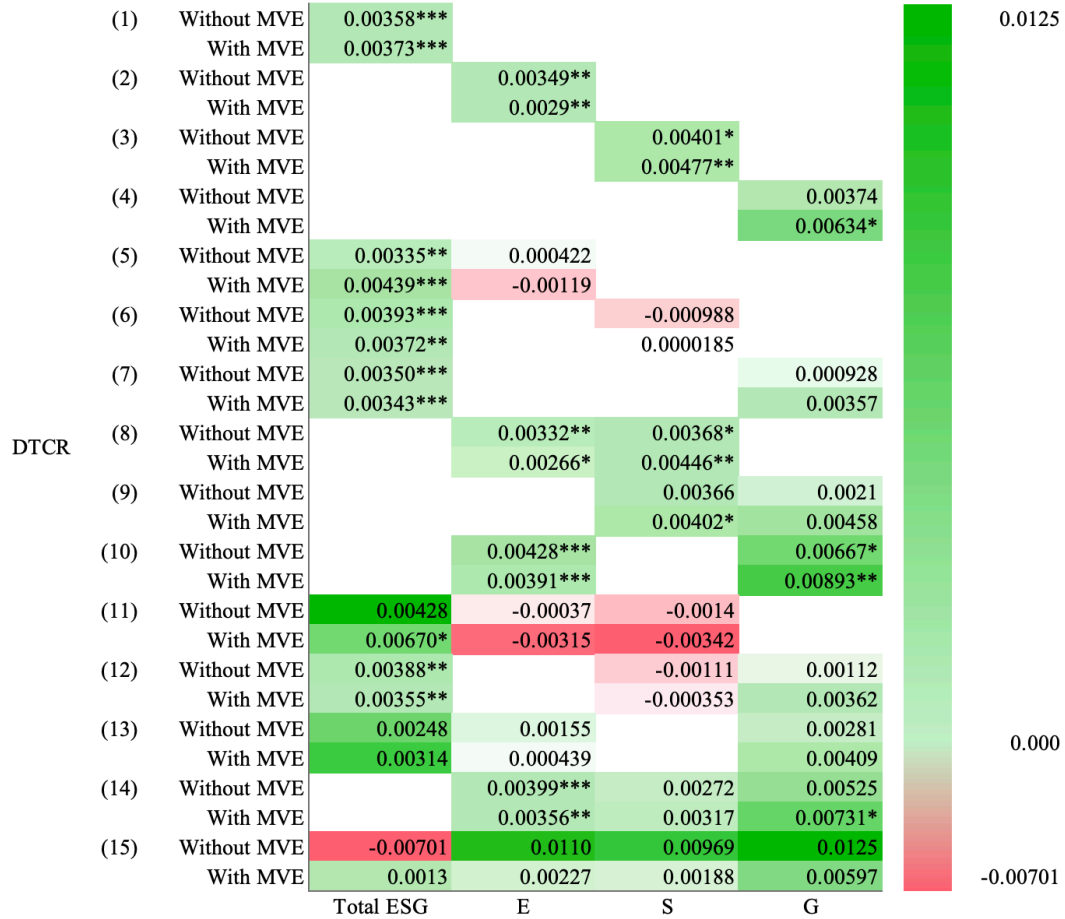 (1) Without MVE 0.00358*** 0.0125
With MVE 0.00373***
(2) Without MVE 0.00349**
With MVE 0.0029**
(3) Without MVE 0.00401*
With MVE 0.00477**
(4) Without MVE 0.00374
With MVE 0.00634*
(5) Without MVE 0.00335** 0.000422
With MVE 0.00439*** -0.00119
(6) Without MVE 0.00393*** -0.000988
With MVE 0.00372** 0.0000185
(7) Without MVE 0.00350*** 0.000928
With MVE 0.00343*** 0.00357
(8) Without MVE 0.00332** 0.00368*
DTCR
With MVE 0.00266* 0.00446**
(9) Without MVE 0.00366 0.0021
With MVE 0.00402* 0.00458
(10) Without MVE 0.00428*** 0.00667*
With MVE 0.00391*** 0.00893**
(11) Without MVE 0.00428 -0.00037 -0.0014
With MVE 0.00670* -0.00315 -0.00342
(12) Without MVE 0.00388** -0.00111 0.00112
With MVE 0.00355** -0.000353 0.00362
(13) Without MVE 0.00248 0.00155 0.00281
0.000
With MVE 0.00314 0.000439 0.00409
(14) Without MVE 0.00399*** 0.00272 0.00525
With MVE 0.00356** 0.00317 0.00731*
(15) Without MVE -0.00701 0.0110 0.00969 0.0125
With MVE 0.0013 0.00227 0.00188 0.00597 -0.00701
Total ESG E S G